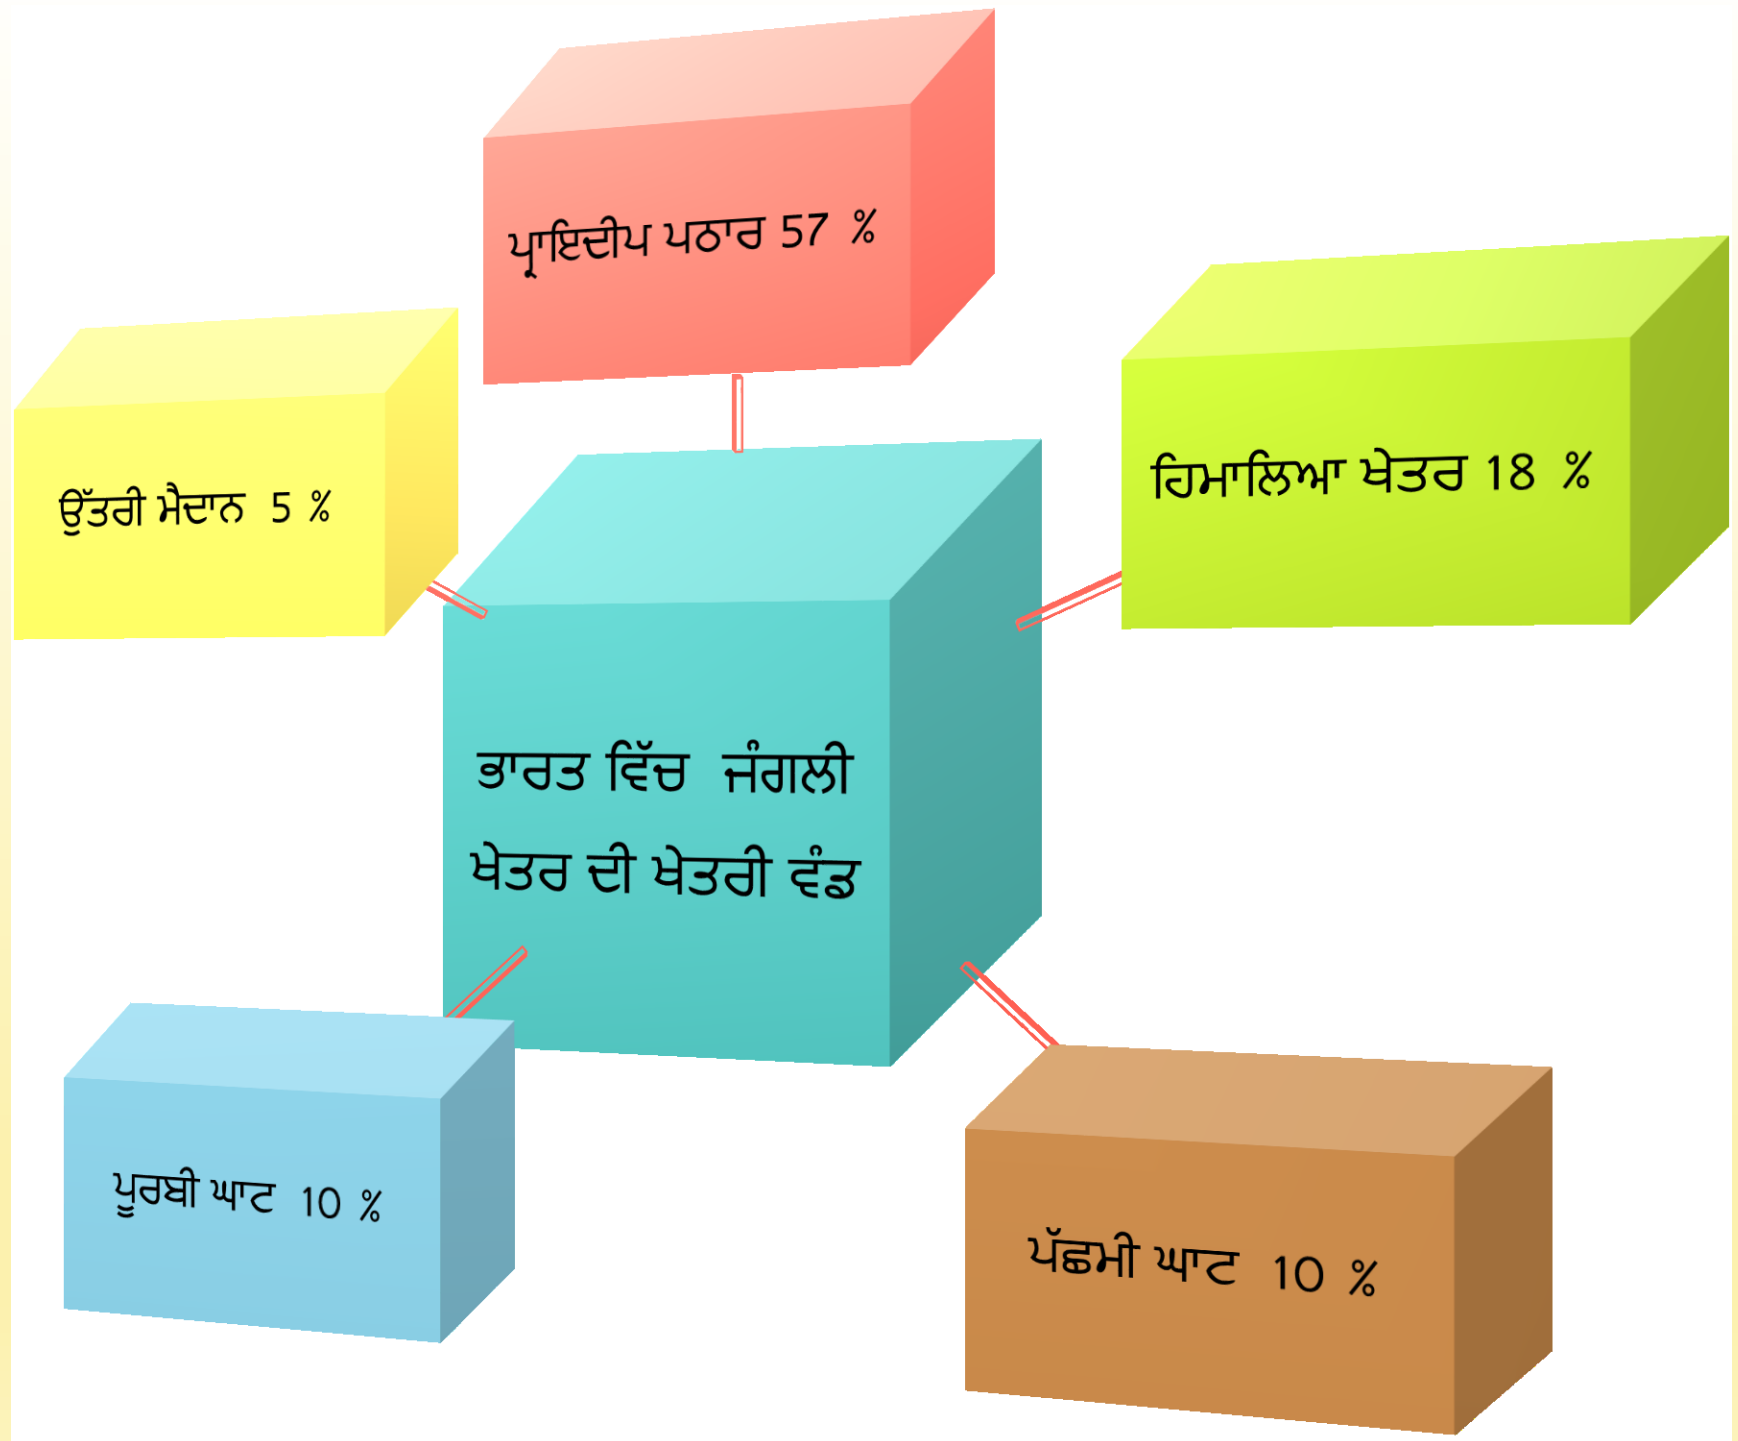 ਪ੍ਰਾਇਦੀਪ ਪਠਾਰ 57 %
ਹਿਮਾਲਿਆ ਖੇਤਰ 18 %
ਉੱਤਰੀ ਮੈਦਾਨ 5 %
ਭਾਰਤ ਵਿੱਚ ਜੰਗਲੀ
ਖੇਤਰ ਦੀ ਖੇਤਰੀ ਵੰਡ
ਪੂਰਬੀ ਘਾਟ 10 %
ਪੱਛਮੀ ਘਾਟ 10 %